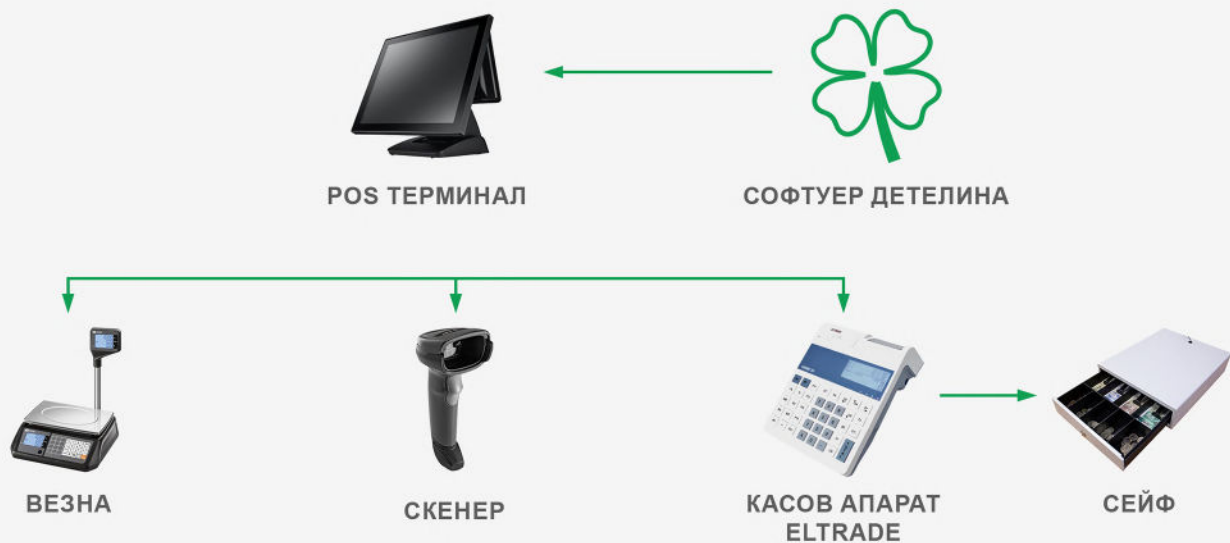 POS ТЕРМИНАЛ
СОФТУЕР ДЕТЕЛИНА
ВЕЗНА
СКЕНЕР
КАСОВ АПАРАТ
ELTRADE
СЕЙФ